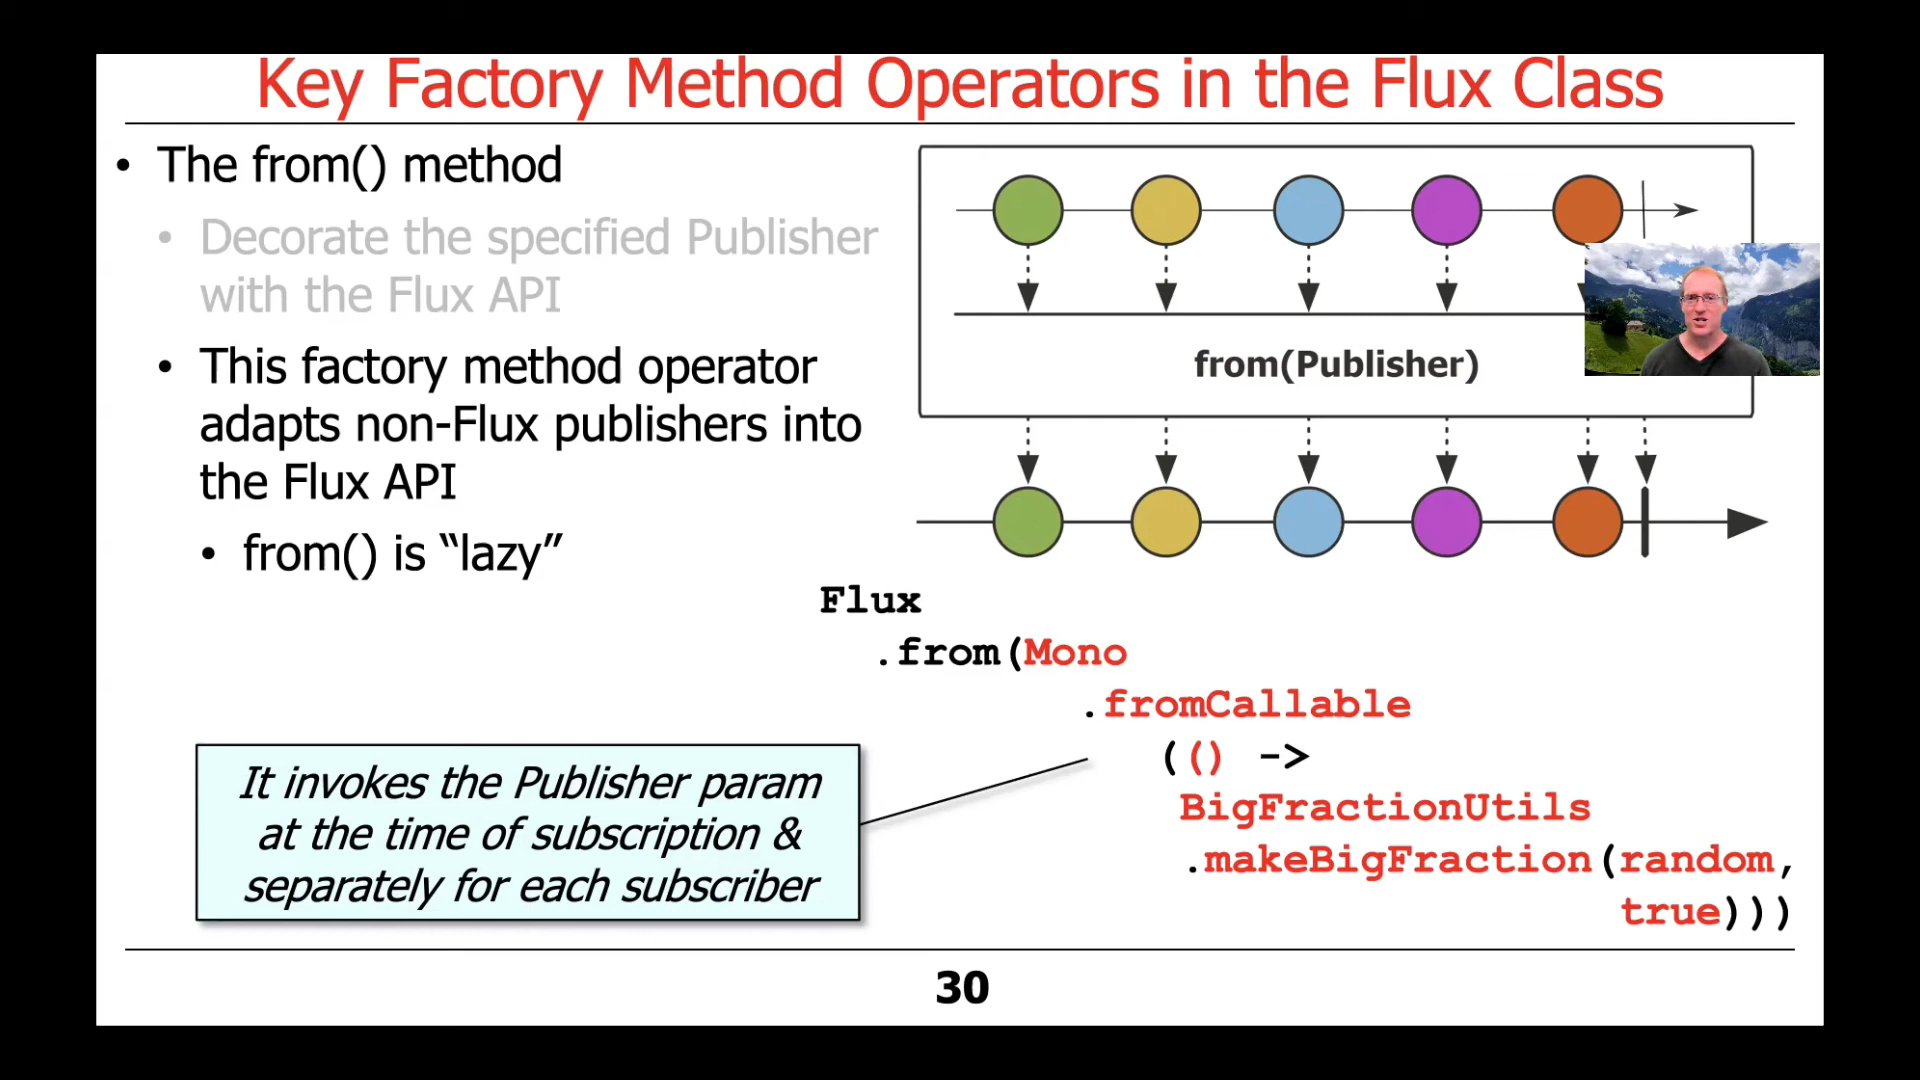 Key Factory Method Operators in the Flux Class
• The from() method
• Decorate the specified Publisher
with the Flux API
• This factory method operator
adapts non-Flux publishers into
the Flux API
• from() is “lazy”
from(Publisher)
Flux
.from(Mono
.fromCallable
(() ->
BigFractionUtils
.makeBigFraction(random,
true)))
It invokes the Publisher param
at the time of subscription &
separately for each subscriber
30